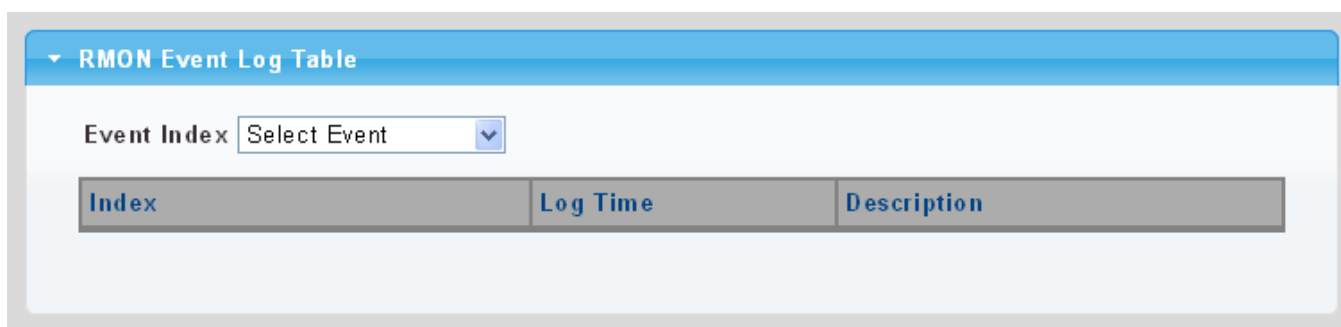 RMON Event Log Table
Event Index Select Event
Index Log Time Description